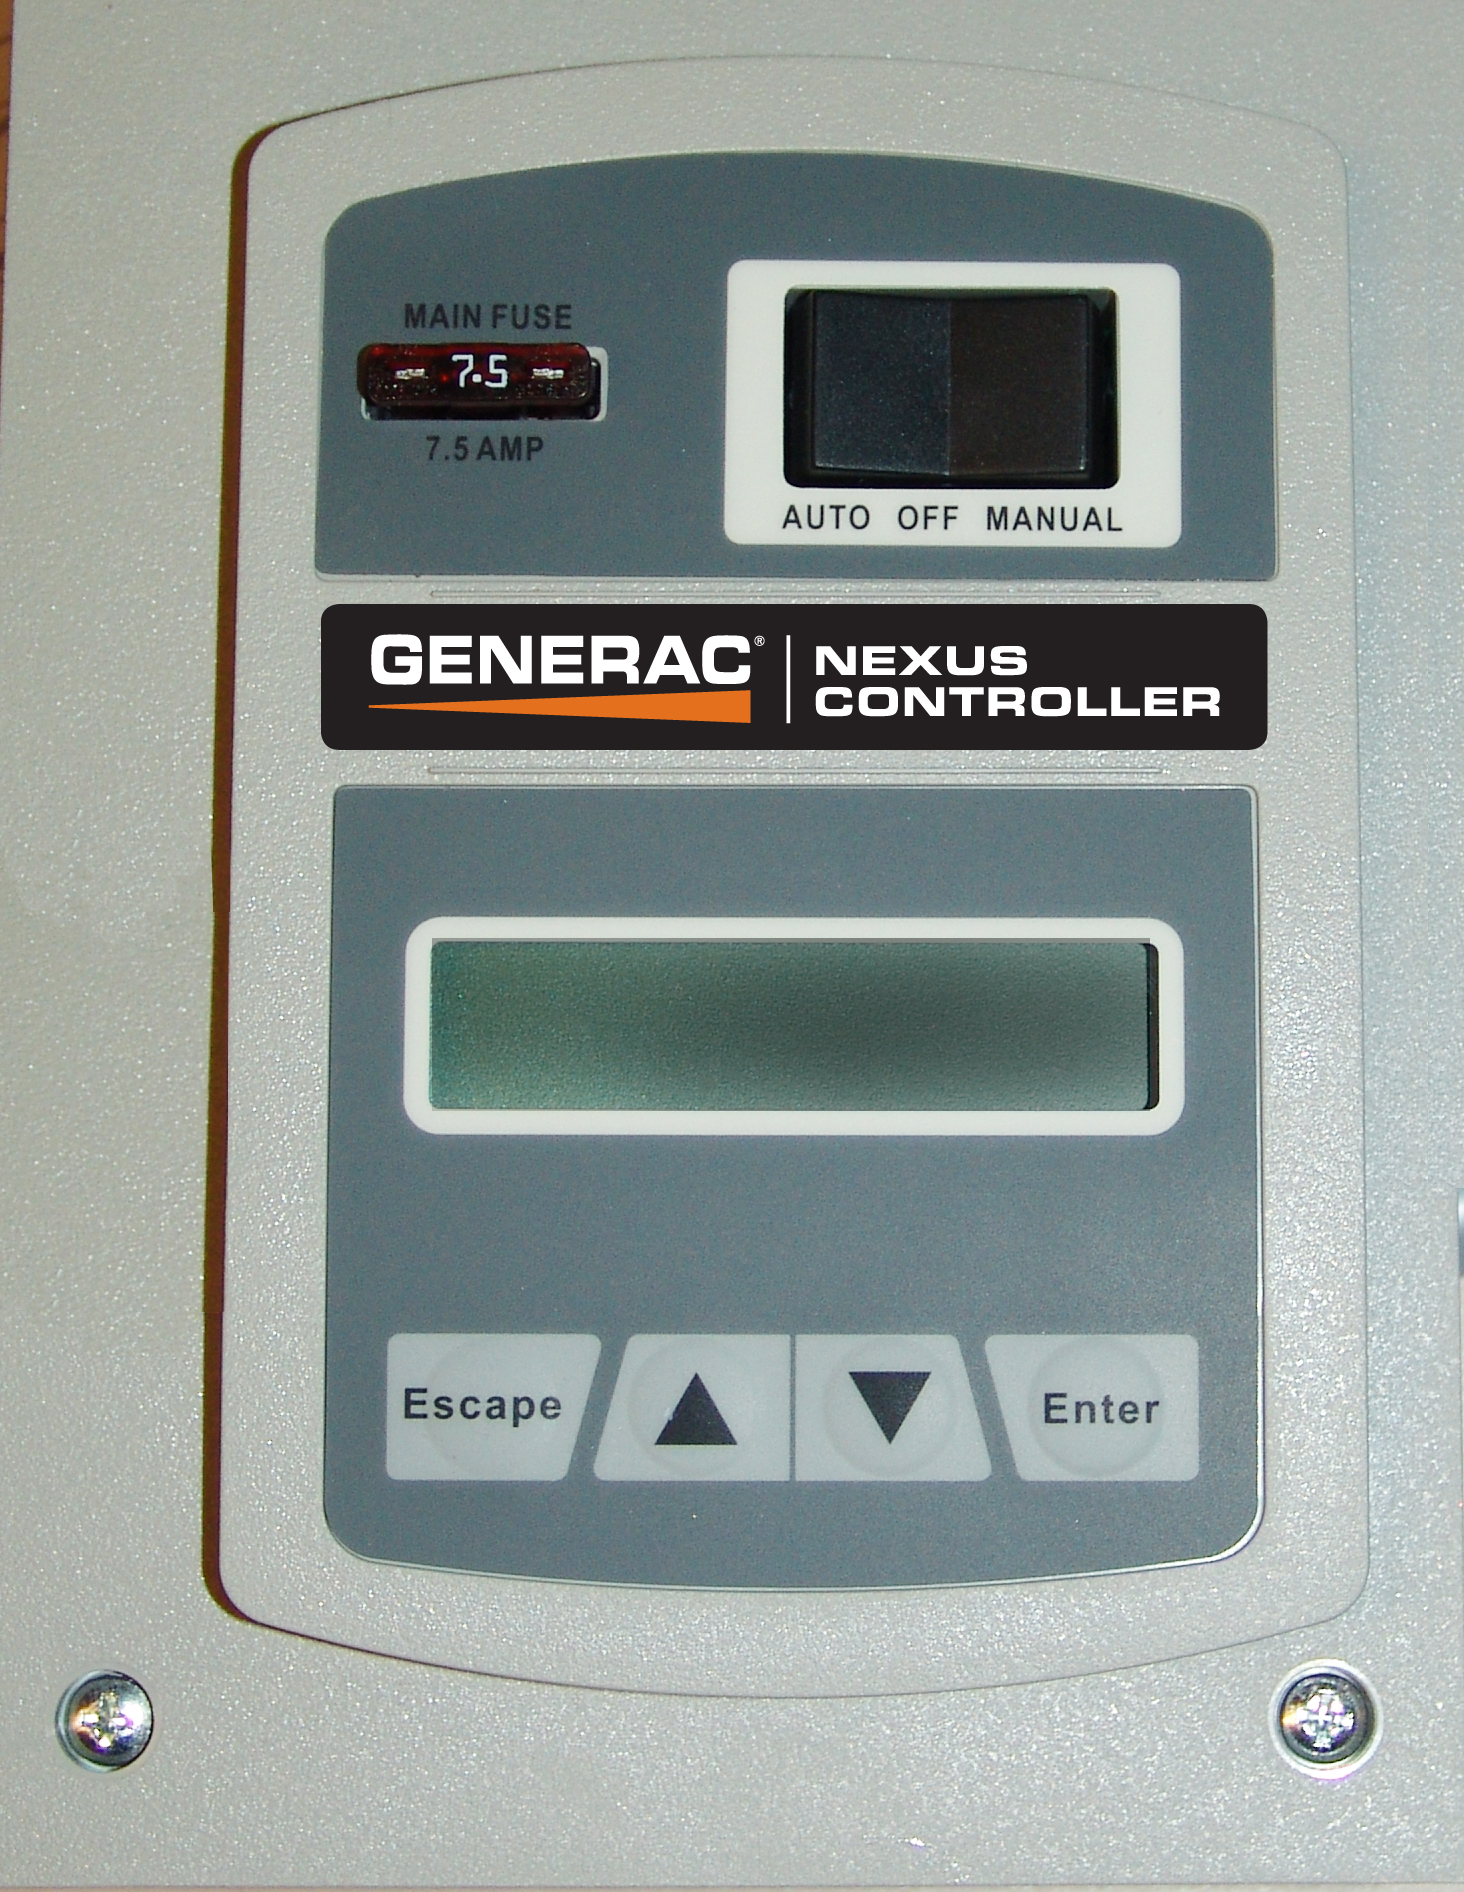 MAIN FUSE
7.5
7.5 AMP
AUTO OFF MANUAL
GENERAC®
NEXUS
CONTROLLER
Escape
Enter